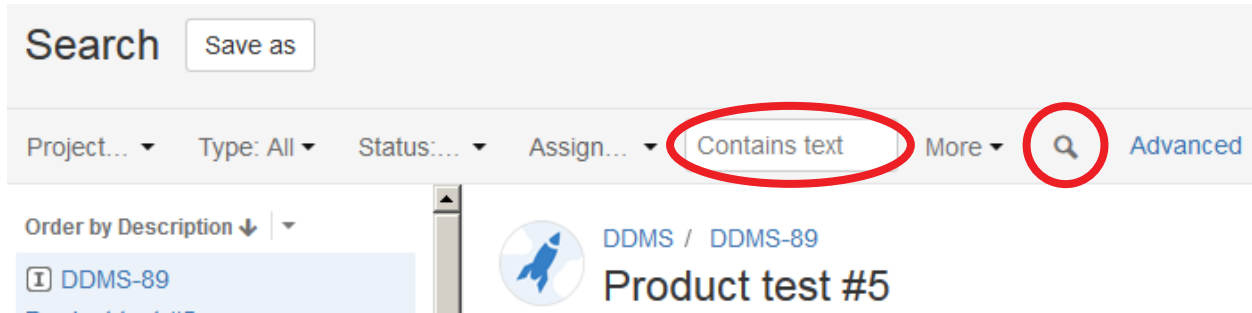 Search Save as
Project... Type: All Status:... Assign... Contains text More Advanced
Order by Description
DDMS / DDMS-89
DDMS-89
Product test #5